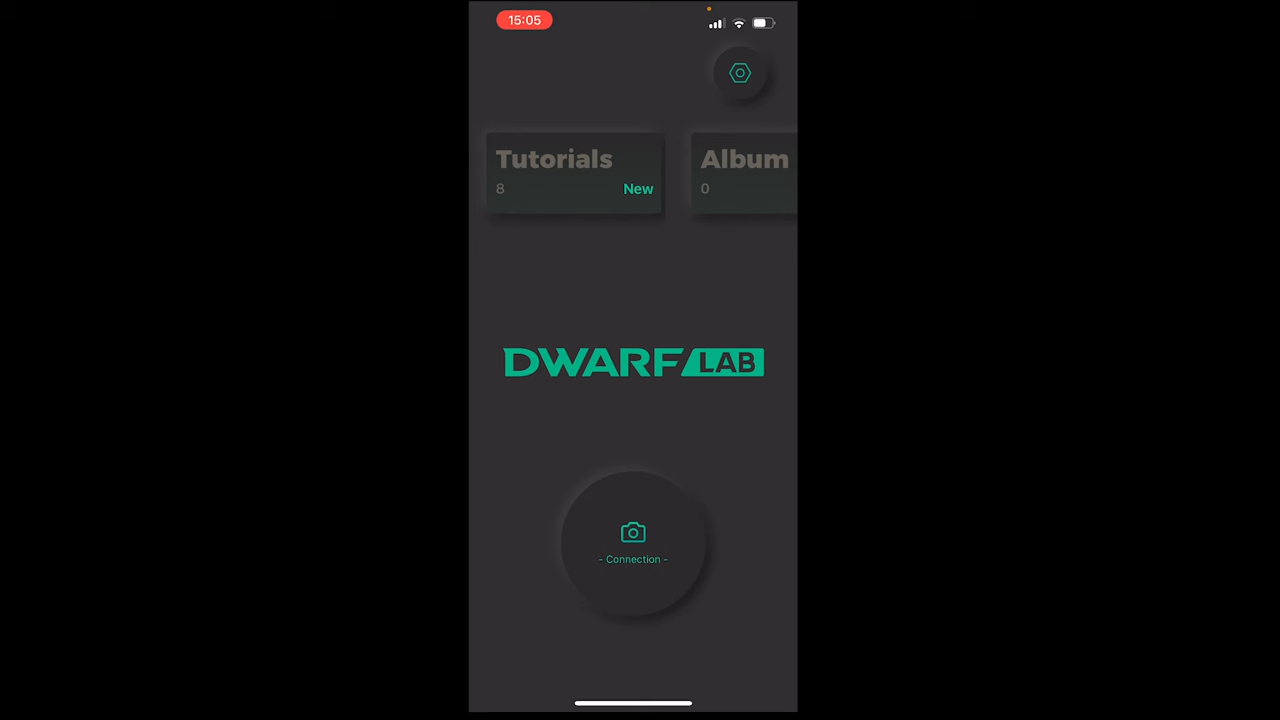 15:05
Tutorials
8 New
Album
0
DWARF LAB
- Connection -